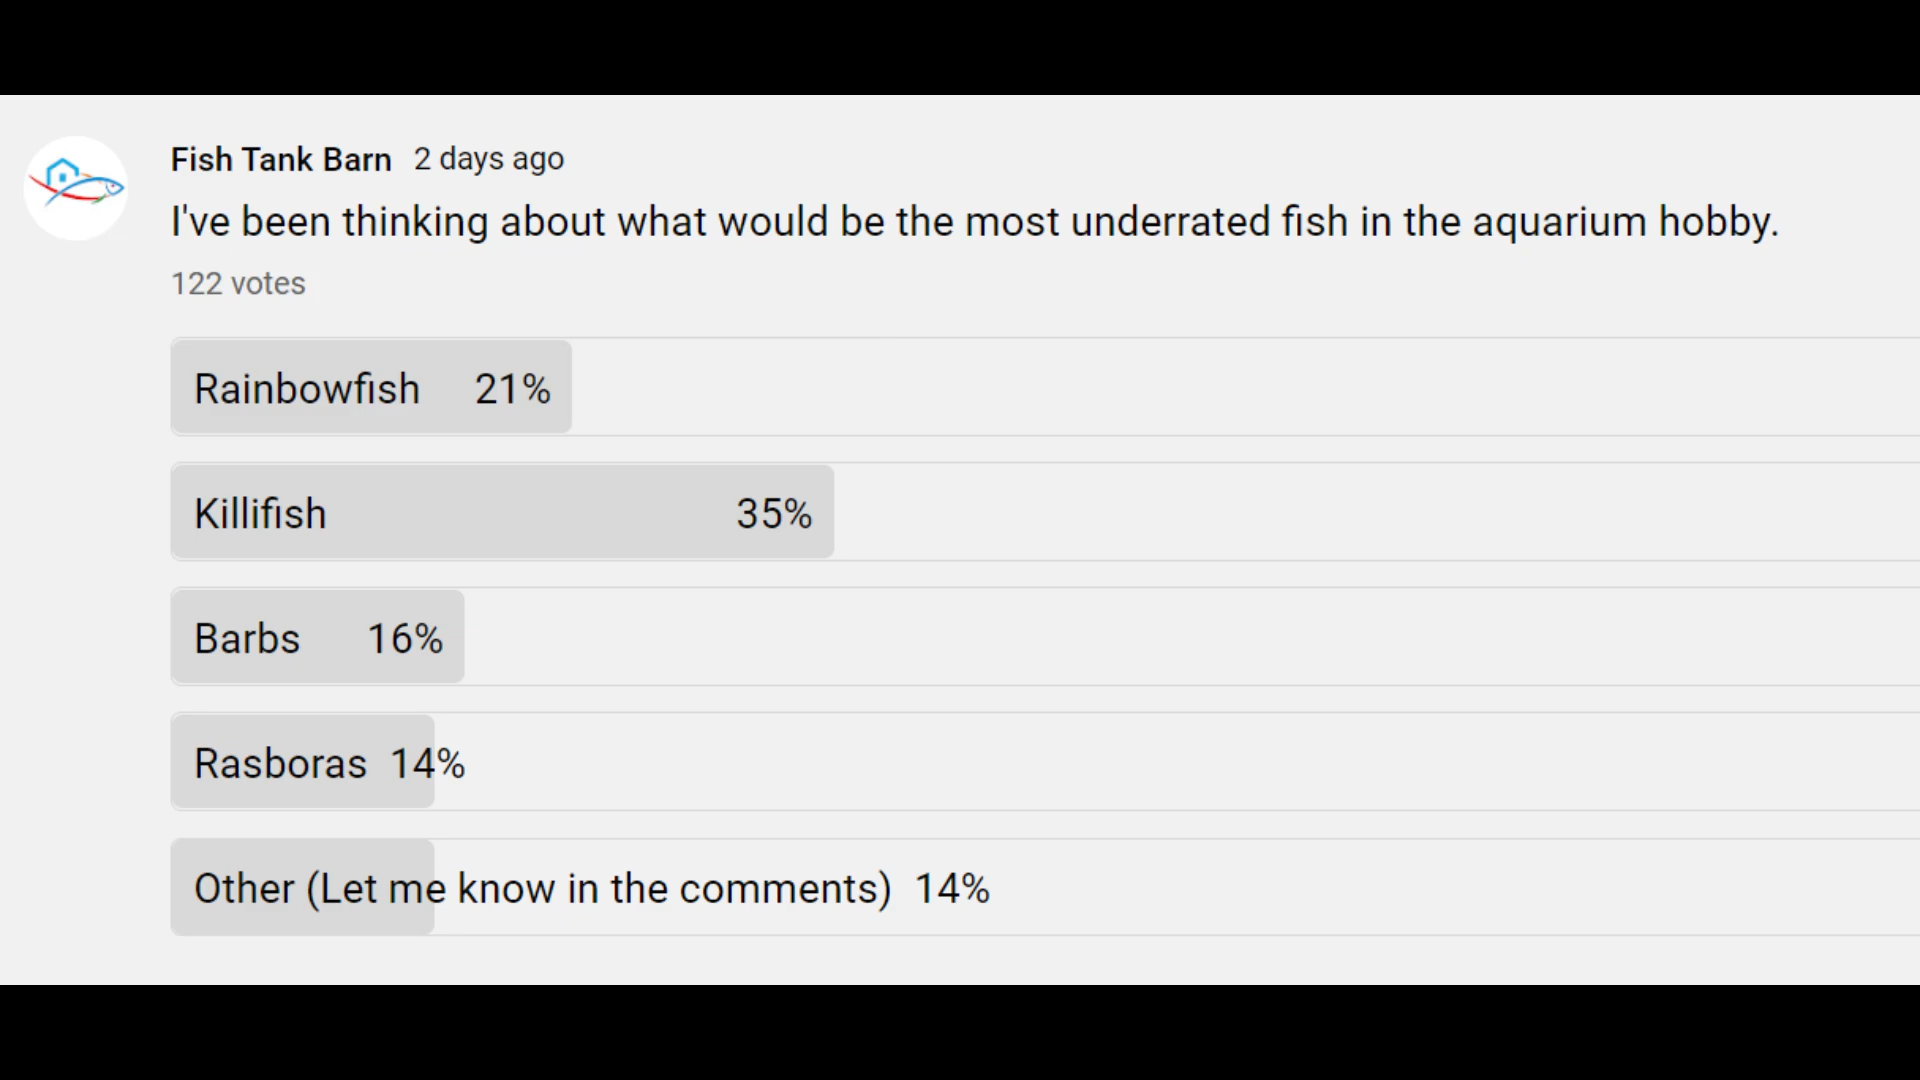 Fish Tank Barn 2 days ago
I've been thinking about what would be the most underrated fish in the aquarium hobby.
122 votes
Rainbowfish 21%
Killifish 35%
Barbs 16%
Rasboras 14%
Other (Let me know in the comments) 14%